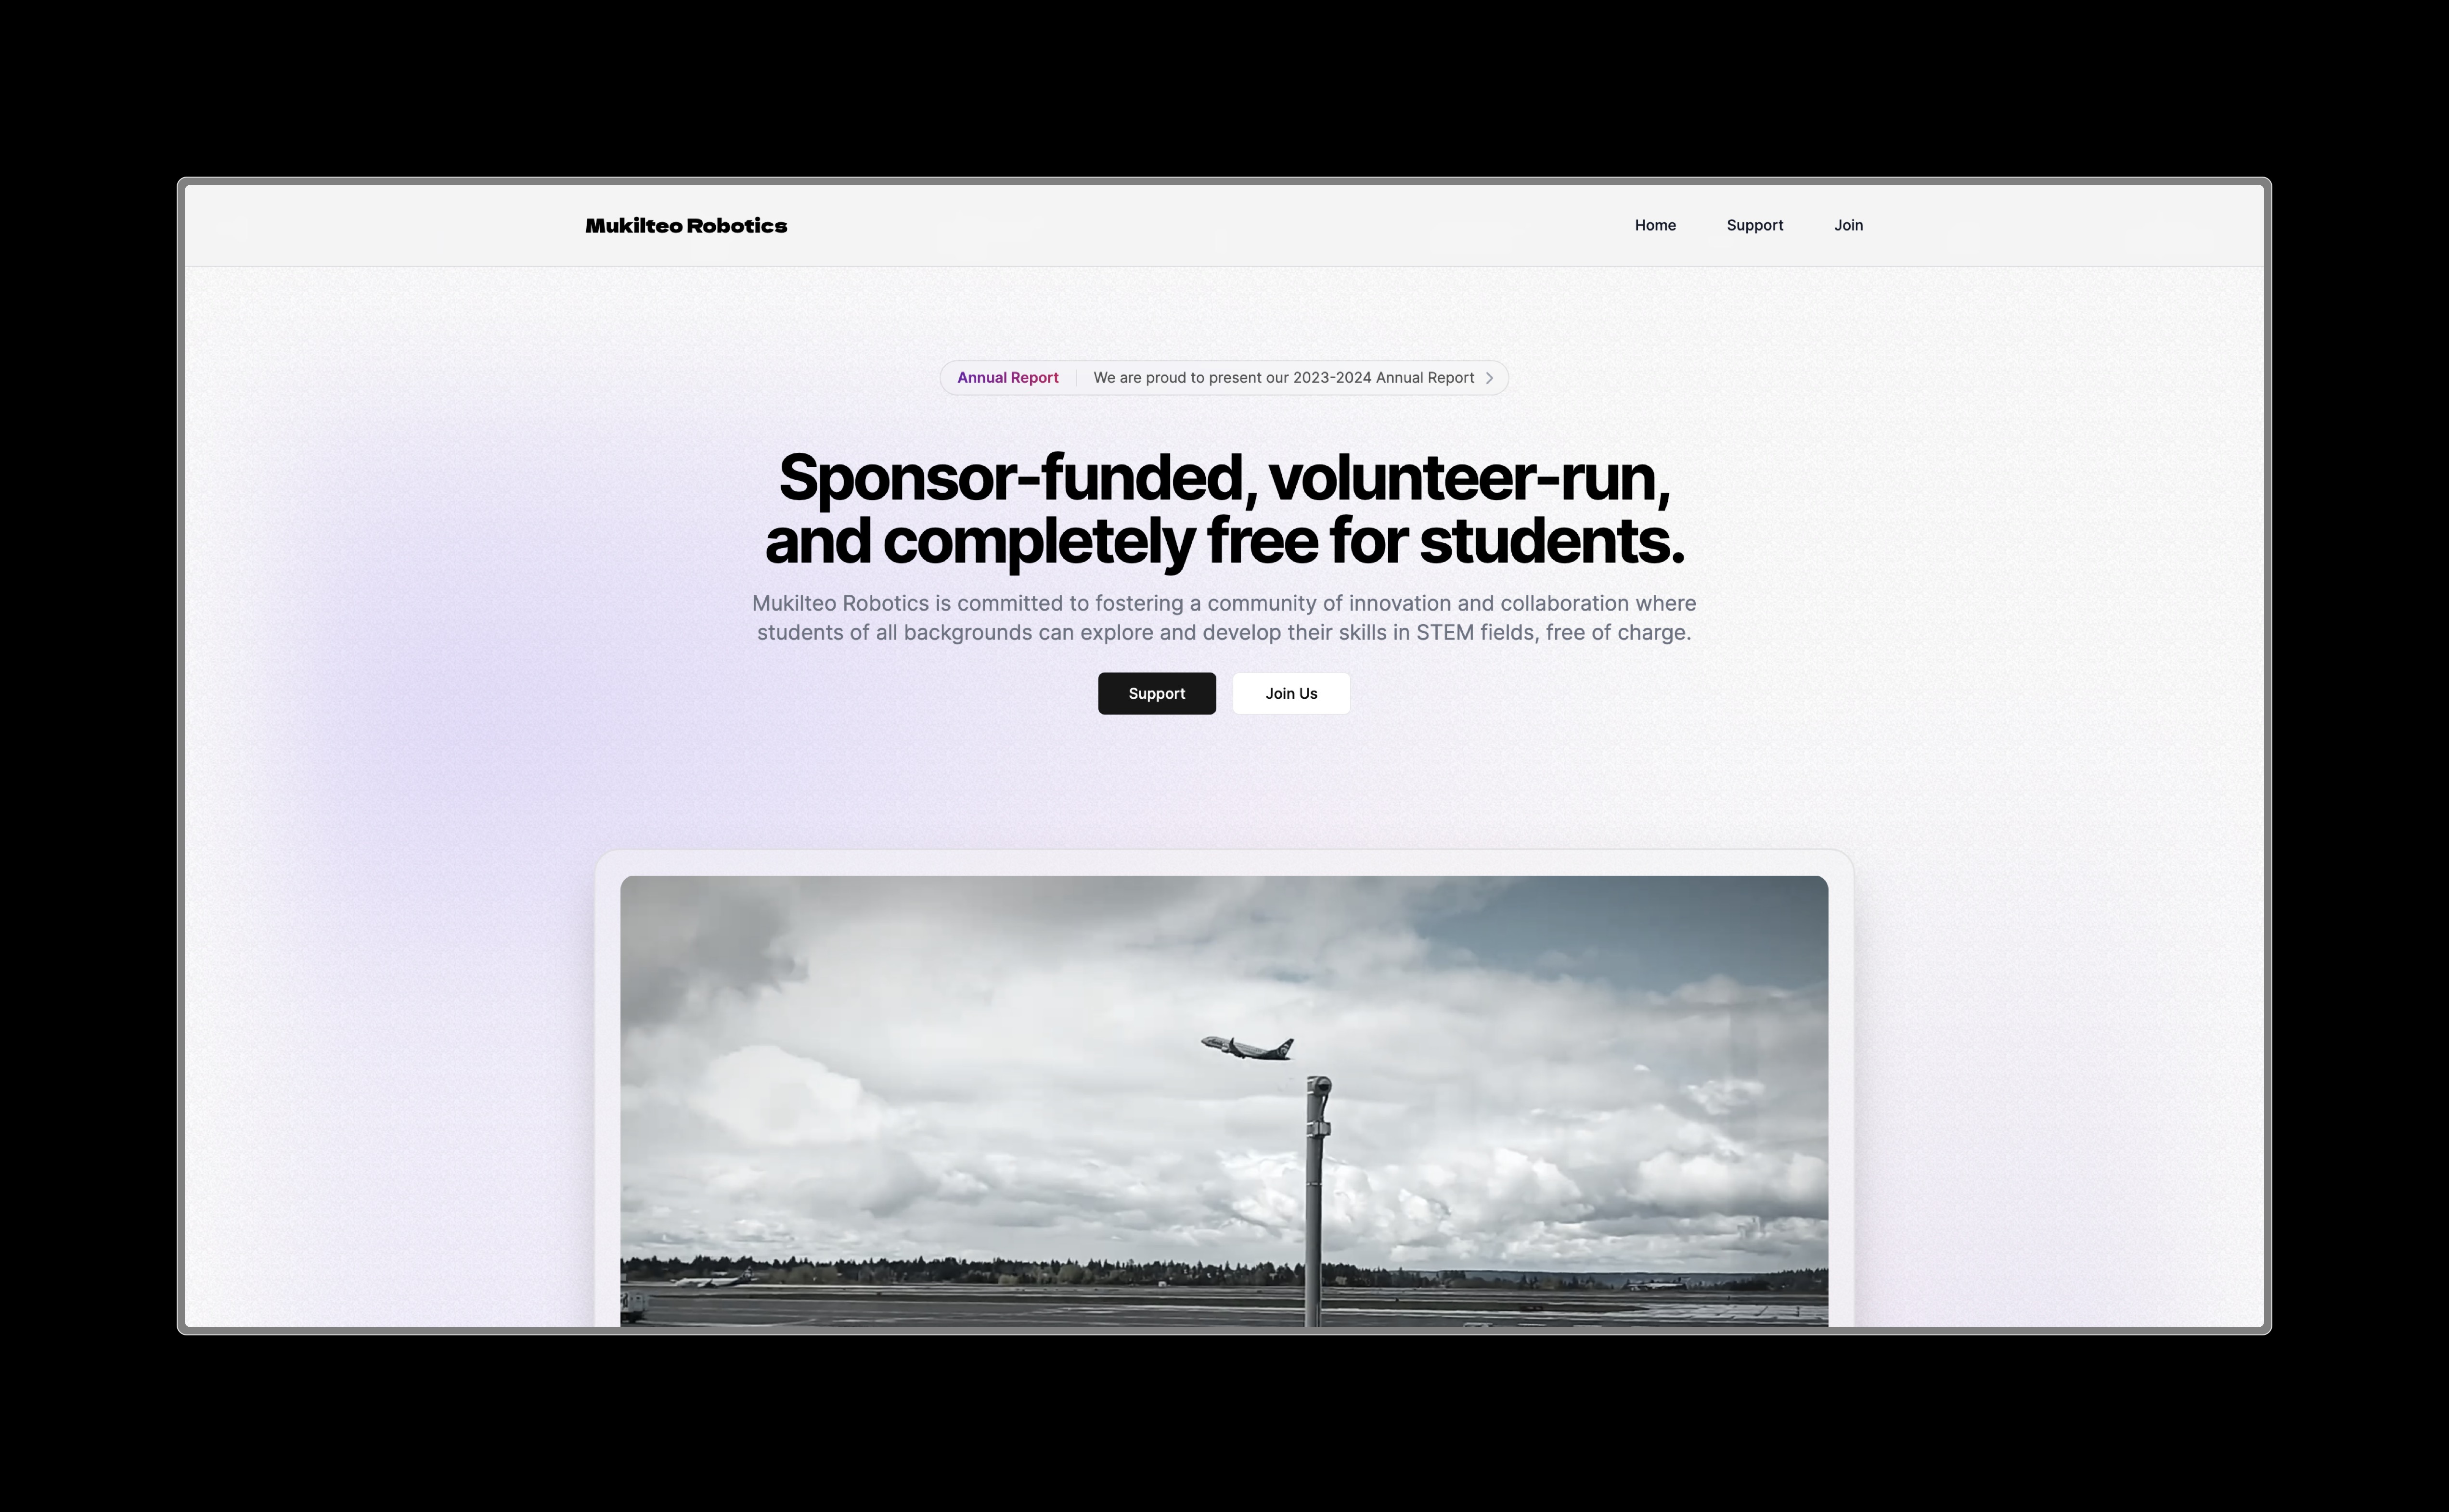 Mukilteo Robotics
Home
Support
Join
Annual Report
We are proud to present our 2023-2024 Annual Report
Sponsor-funded, volunteer-run,
and completely free for students.
Mukilteo Robotics is committed to fostering a community of innovation and collaboration where
students of all backgrounds can explore and develop their skills in STEM fields, free of charge.
Support
Join Us